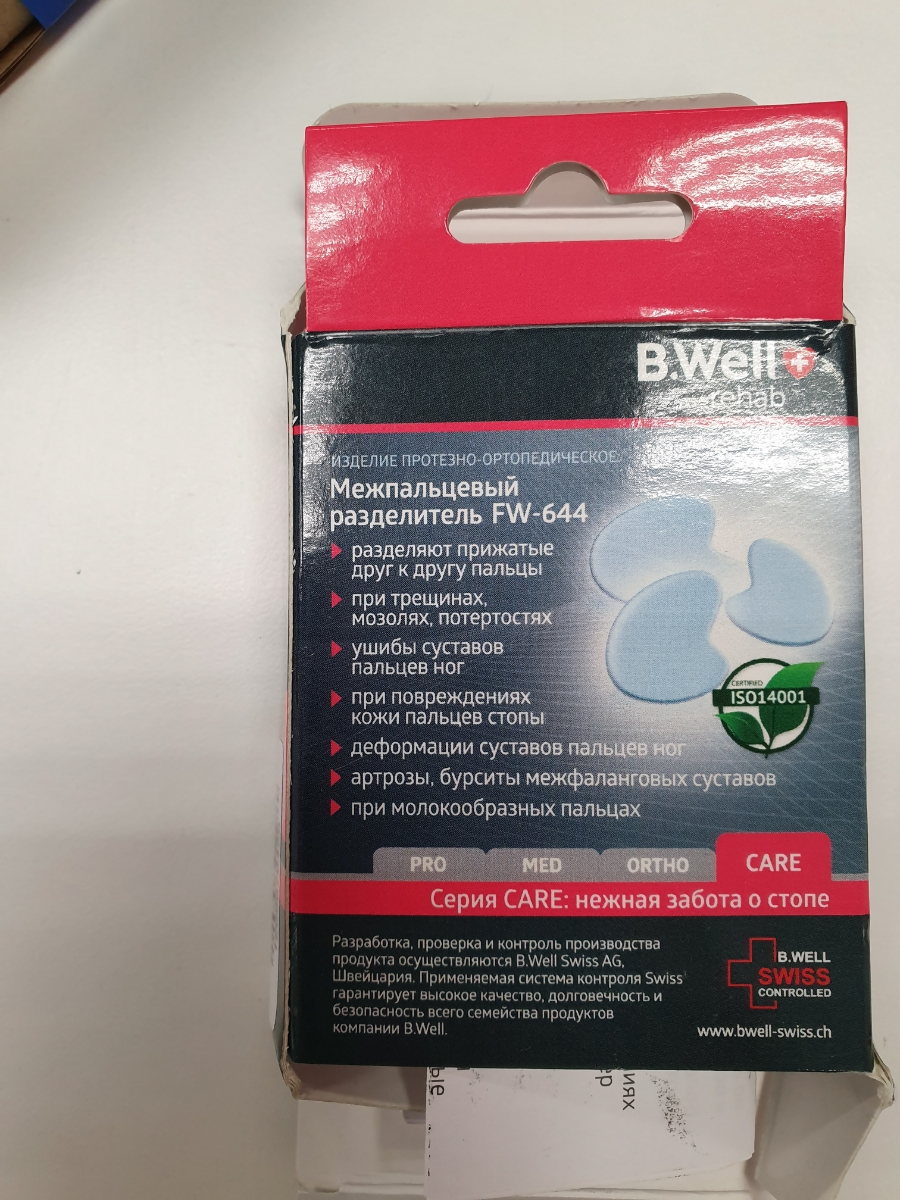 B.Well
rehab
ИЗДЕЛИЕ ПРОТЕЗНО-ОРТОПЕДИЧЕСКОЕ:
Межпальцевый
разделитель FW-644
разделяют прижатые
друг к другу пальцы
при трещинах,
мозолях, потертостях
ушибы суставов
пальцев ног
при повреждениях
кожи пальцев стопы
деформации суставов пальцев ног
артрозы, бурситы межфаланговых суставов
при молокообразных пальцах
CERTIFIED
ISO14001
PRO MED ORTHO CARE
Серия CARE: нежная забота о стопе
Разработка, проверка и контроль производства
продукта осуществляются B.Well Swiss AG,
Швейцария. Применяемая система контроля Swiss
гарантирует высокое качество, долговечность и
безопасность всего семейства продуктов
компании B.Well.
B.WELL
SWISS
CONTROLLED
www.bwell-swiss.ch